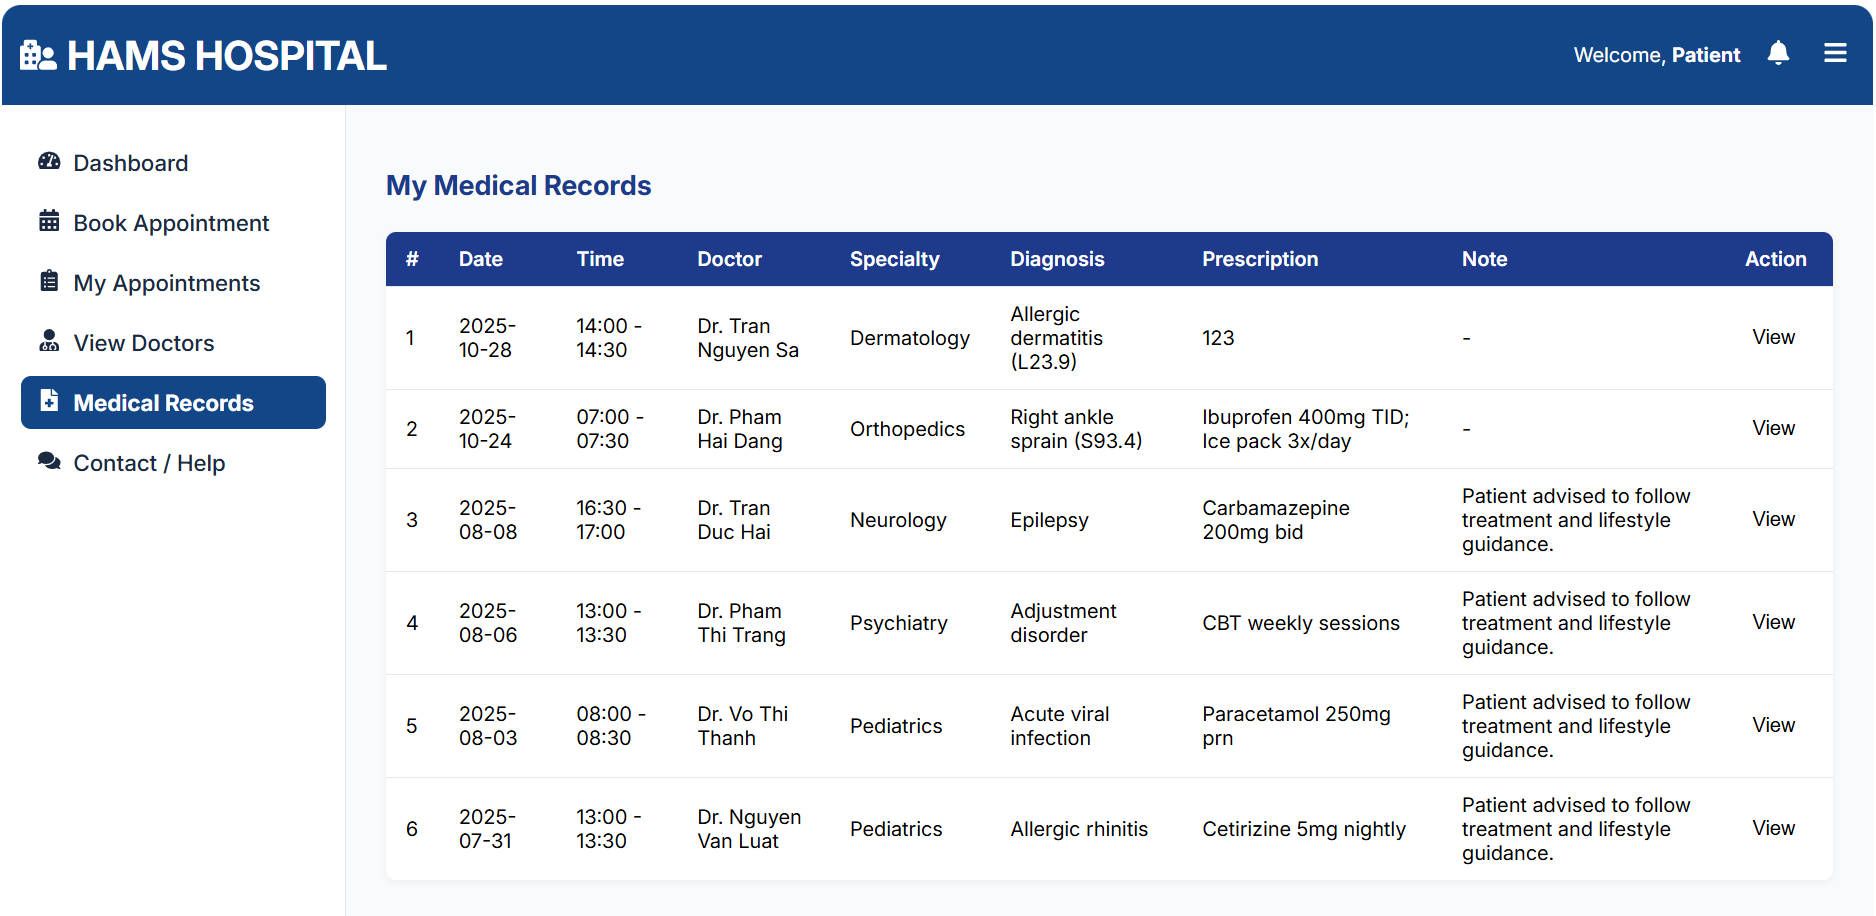 HAMS HOSPITAL
Welcome, Patient
Dashboard
Book Appointment
My Appointments
View Doctors
Medical Records
Contact / Help
My Medical Records
# Date Time Doctor Specialty Diagnosis Prescription Note Action
1
2025-
10-28
14:00 -
14:30
Dr. Tran
Nguyen Sa
Dermatology
Allergic
dermatitis
(L23.9)
123
-
View
2
2025-
10-24
07:00 -
07:30
Dr. Pham
Hai Dang
Orthopedics
Right ankle
sprain (S93.4)
Ibuprofen 400mg TID;
Ice pack 3x/day
-
View
3
2025-
08-08
16:30 -
17:00
Dr. Tran
Duc Hai
Neurology
Epilepsy
Carbamazepine
200mg bid
Patient advised to follow
treatment and lifestyle
guidance.
View
4
2025-
08-06
13:00 -
13:30
Dr. Pham
Thi Trang
Psychiatry
Adjustment
disorder
CBT weekly sessions
Patient advised to follow
treatment and lifestyle
guidance.
View
5
2025-
08-03
08:00 -
08:30
Dr. Vo Thi
Thanh
Pediatrics
Acute viral
infection
Paracetamol 250mg
prn
Patient advised to follow
treatment and lifestyle
guidance.
View
6
2025-
07-31
13:00 -
13:30
Dr. Nguyen
Van Luat
Pediatrics
Allergic rhinitis
Cetirizine 5mg nightly
Patient advised to follow
treatment and lifestyle
guidance.
View